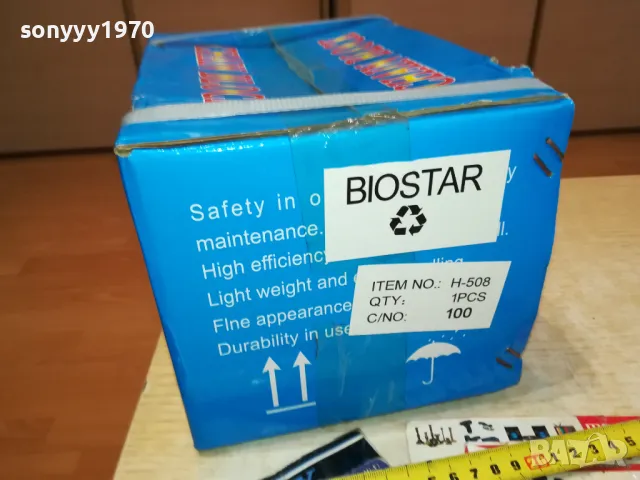 sonyyy1970
BIOSTAR
Safety in o
maintenance.
High efficiency
Light weight and
FIne appearance
Durability in use
ITEM NO.: H-508
QTY: 1PCS
C/NO: 100
BAZAR